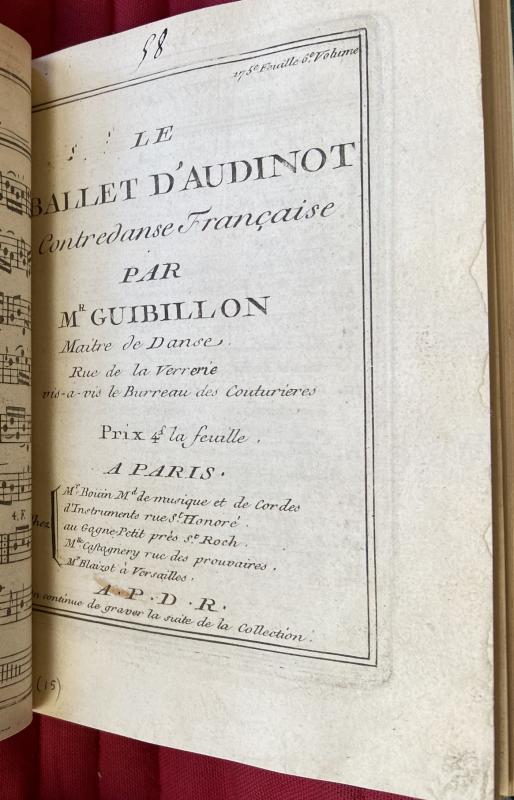 58
175e Feuille 6e Volume
LE
BALLET D'AUDINOT
Contredanse Française
PAR
MR GUIBILLON
Maitre de Danse.
Rue de la Verrerie
vis-a-vis le Burreau des Couturieres
Prix 4s la feuille.
A PARIS.
Chez
Mr Boüin Md de musique et de Cordes
d'Instruments rue St Honoré.
au Gagne-Petit prés St Roch.
Mlle Castagnery rue des prouvaires.
Mr Blaizot à Versailles.
A.P.D.R.
on continue de graver la suite de la Collection.
4. F.
(15)